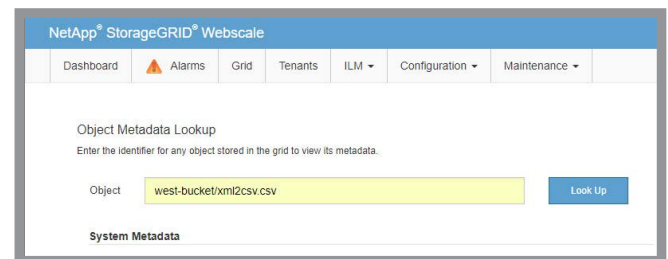 NetApp® StorageGRID® Webscale
Dashboard Alarms Grid Tenants ILM Configuration Maintenance
Object Metadata Lookup
Enter the identifier for any object stored in the grid to view its metadata.
Object west-bucket/xml2csv.csv Look Up
System Metadata